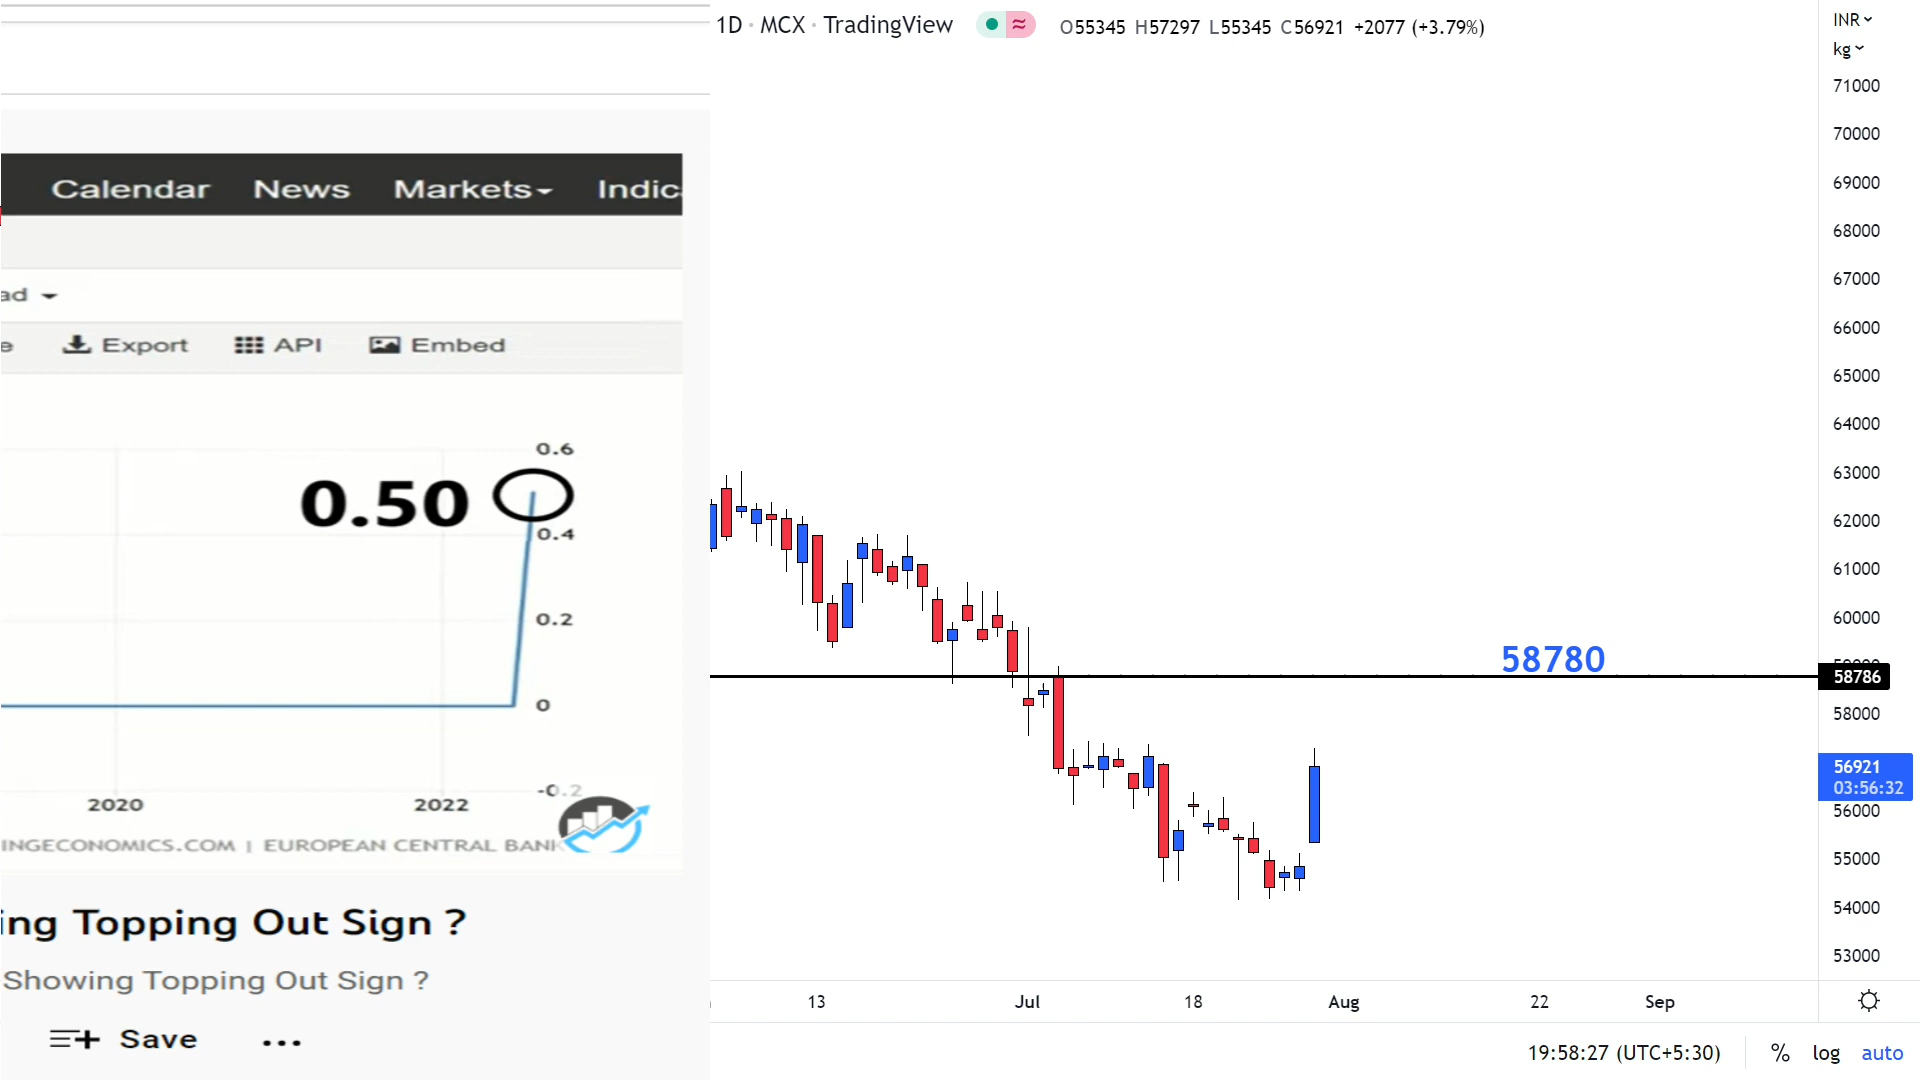 Calendar News Markets Indic
ad
e Export API Embed
0.6
0.50
0.4
0.2
0
-0.2
2020 2022
INGECONOMICS.COM | EUROPEAN CENTRAL BANK
ing Topping Out Sign ?
Showing Topping Out Sign ?
Save ...
1D · MCX · TradingView O55345 H57297 L55345 C56921 +2077 (+3.79%)
INR
kg
71000
70000
69000
68000
67000
66000
65000
64000
63000
62000
61000
60000
58780
58786
58000
56921
03:56:32
56000
55000
54000
53000
13 Jul 18 Aug 22 Sep
19:58:27 (UTC+5:30) % log auto